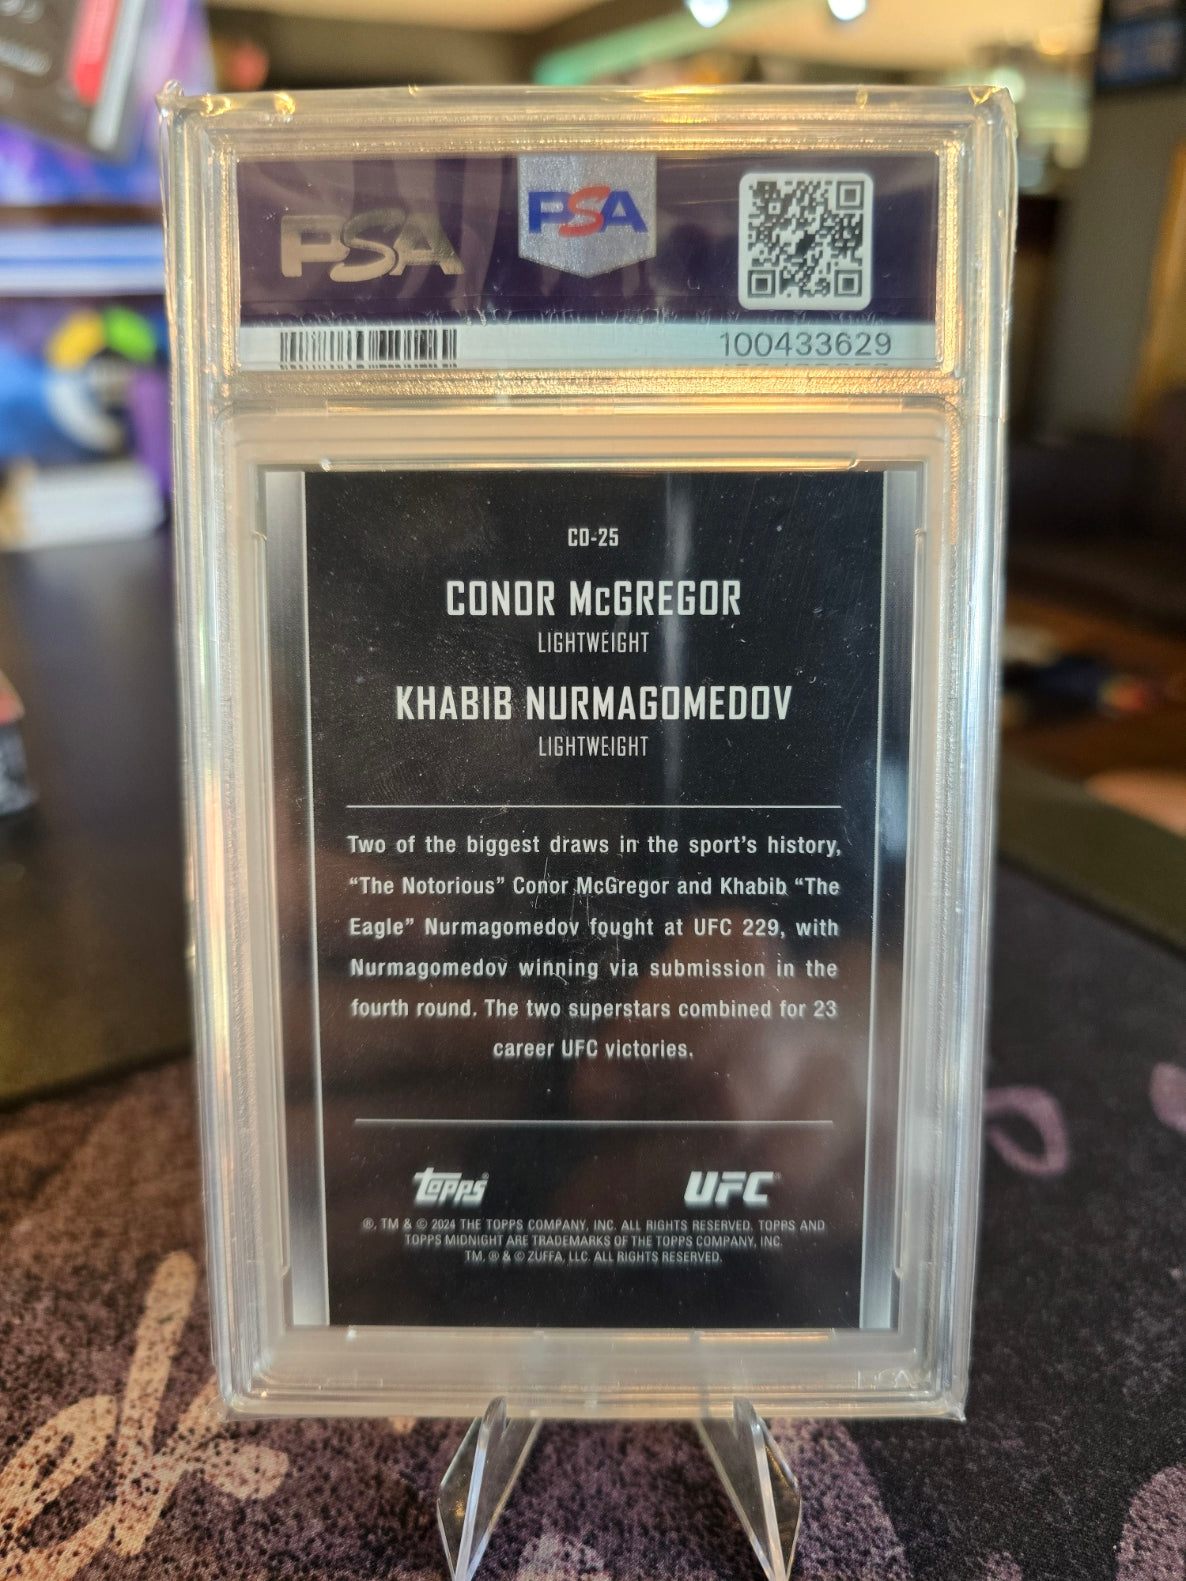 PSA
PSA
100433629
CD-25
CONOR McGREGOR
LIGHTWEIGHT
KHABIB NURMAGOMEDOV
LIGHTWEIGHT
Two of the biggest draws in the sport's history,
“The Notorious” Conor McGregor and Khabib “The
Eagle” Nurmagomedov fought at UFC 229, with
Nurmagomedov winning via submission in the
fourth round. The two superstars combined for 23
career UFC victories.
topps®
UFC®
®, TM & © 2024 THE TOPPS COMPANY, INC. ALL RIGHTS RESERVED. TOPPS AND
TOPPS MIDNIGHT ARE TRADEMARKS OF THE TOPPS COMPANY, INC.
TM, ® & © ZUFFA, LLC. ALL RIGHTS RESERVED.
PSA